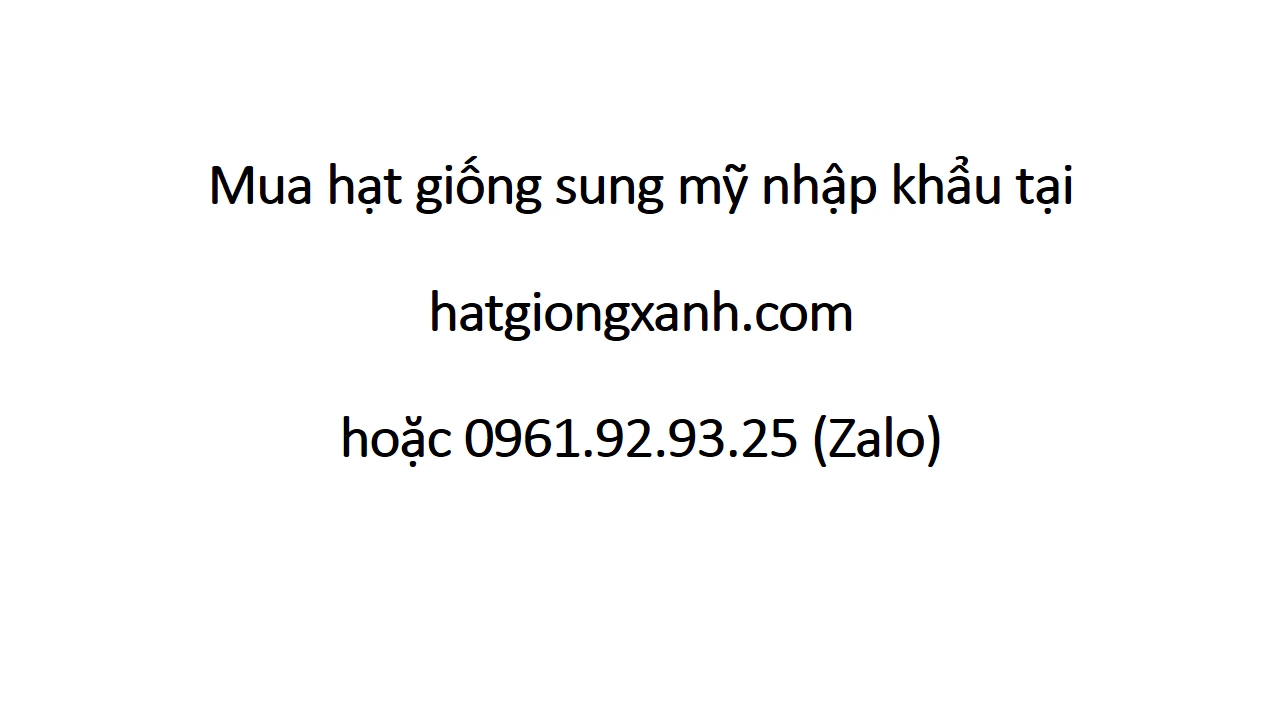 Mua hạt giống sung mỹ nhập khẩu tại
hatgiongxanh.com
hoặc 0961.92.93.25 (Zalo)